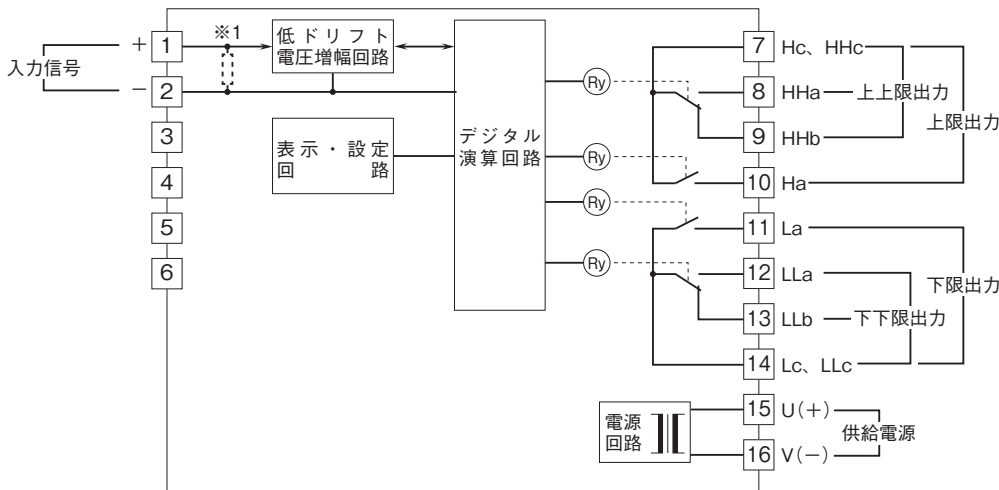 入力信号
+
−
1
2
3
4
5
6
※1
低ドリフト
電圧増幅回路
表示・設定
回路
デジタル
演算回路
Ry
Ry
Ry
Ry
7 Hc、HHc
8 HHa
9 HHb
10 Ha
上上限出力
上限出力
11 La
12 LLa
13 LLb
14 Lc、LLc
下下限出力
下限出力
電源
回路
15 U(+)
16 V(−)
供給電源